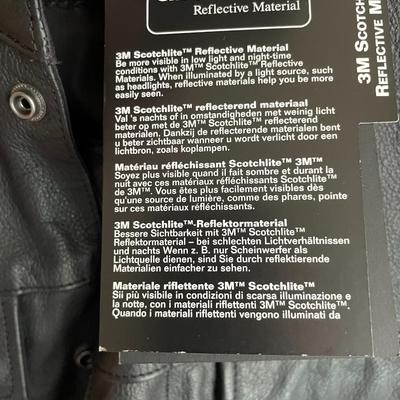 Reflective Material
3M Scotchlite™ Reflective Material
Be more visible in low light and night-time
conditions with 3M™ Scotchlite™ Reflective
Materials. When illuminated by a light source, such
as headlights, reflective materials help you be more
easily seen.
3M Scotchlite™ reflecterend materiaal
Val 's nachts of in omstandigheden met weinig licht
beter op met de 3M™ Scotchlite™ reflecterend
materialen. Dankzij de reflecterende materialen bent
u beter zichtbaar wanneer u wordt verlicht door een
lichtbron, zoals koplampen.
Matériau réfléchissant Scotchlite™ 3M™
Soyez plus visible quand il fait sombre et durant la
nuit avec ces matériaux réfléchissants Scotchlite™
de 3M™. Vous êtes plus facilement visibles dès
qu'une source de lumière, comme des phares, pointe
sur ces matériaux réfléchissants.
3M Scotchlite™-Reflektormaterial
Bessere Sichtbarkeit mit 3M™ Scotchlite™
Reflektormaterial – bei schlechten Lichtverhältnissen
und nachts Wenn z. B. nur Scheinwerfer als
Lichtquelle dienen, sind Sie durch reflektierende
Materialien einfacher zu sehen.
Materiale riflettente 3M™ Scotchlite™
Sii più visibile in condizioni di scarsa illuminazione e
la notte, con i materiali riflettenti 3M™ Scotchlite™.
Quando i materiali riflettenti vengono illuminati da
3M Scotch
Reflective M